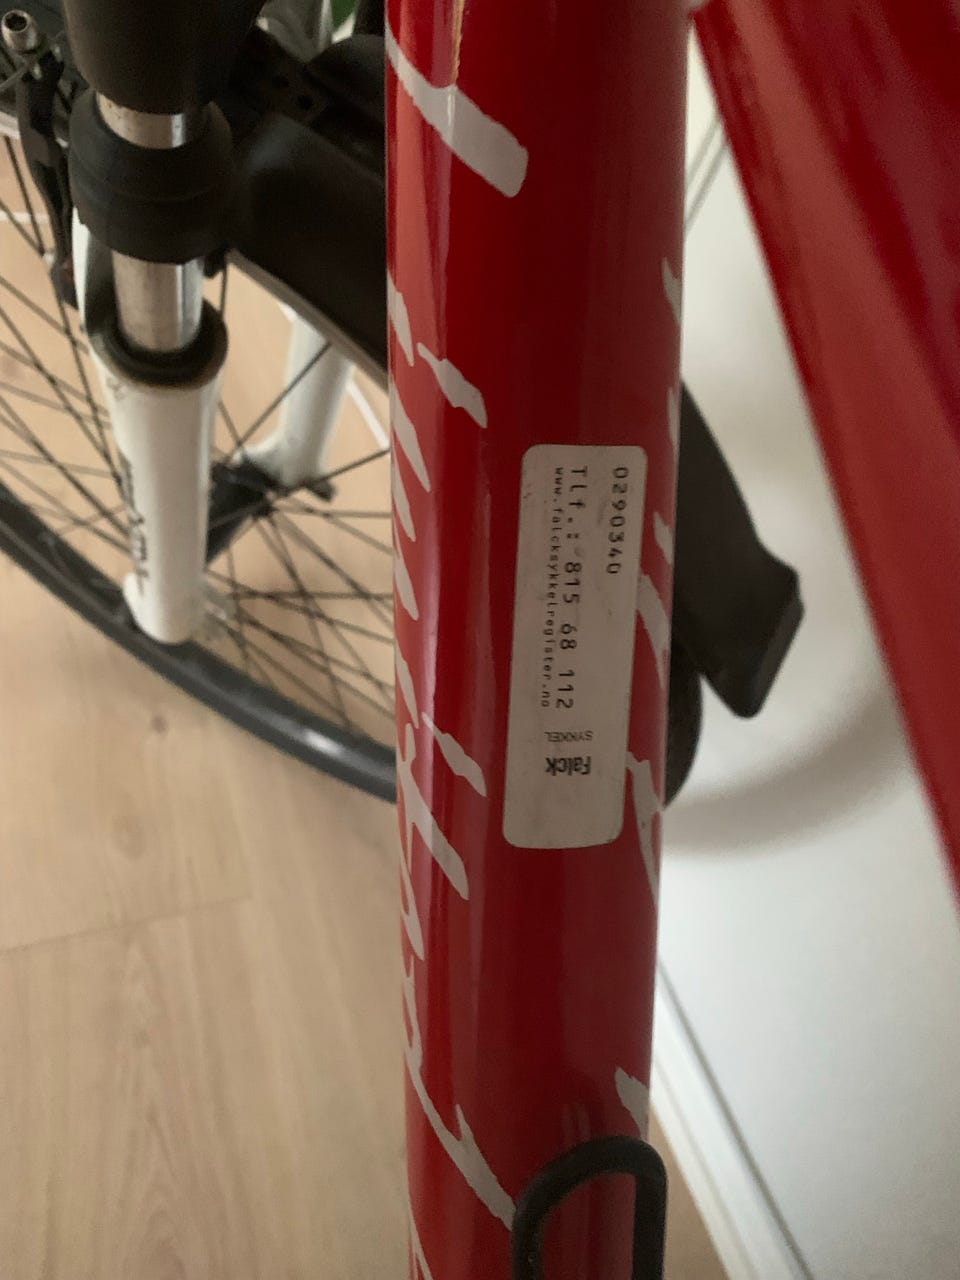 0290340
Tlf.: 815 68 112
www.falcksykkelregister.no
SYKKEL
Falck